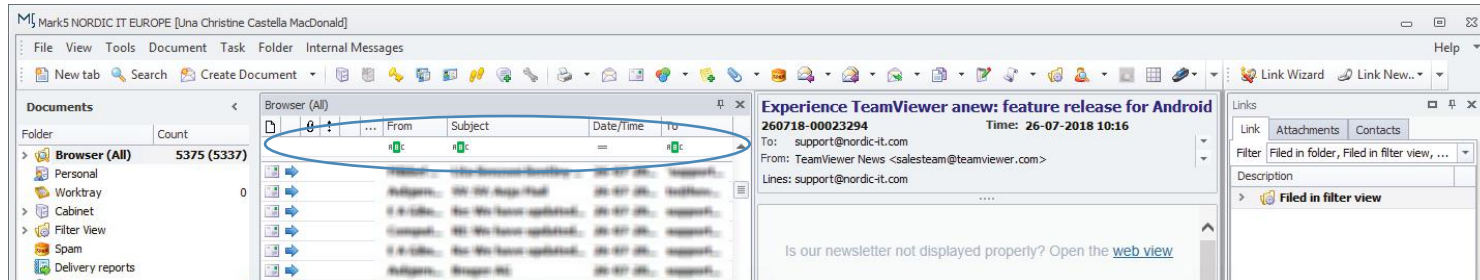 Mark5 NORDIC IT EUROPE [Una Christine Castella MacDonald]
File View Tools Document Task Folder Internal Messages Help
New tab Search Create Document Link Wizard Link New..
Documents
Folder Count
Browser (All) 5375 (5337)
Personal
Worktray 0
Cabinet
Filter View
Spam
Delivery reports
Browser (All)
... From Subject Date/Time To
ABC ABC = ABC
Experience TeamViewer anew: feature release for Android
260718-00023294 Time: 26-07-2018 10:16
To: support@nordic-it.com
From: TeamViewer News <salesteam@teamviewer.com>
Lines: support@nordic-it.com
Is our newsletter not displayed properly? Open the web view
Links
Link Attachments Contacts
Filter Filed in folder, Filed in filter view, ...
Description
Filed in filter view